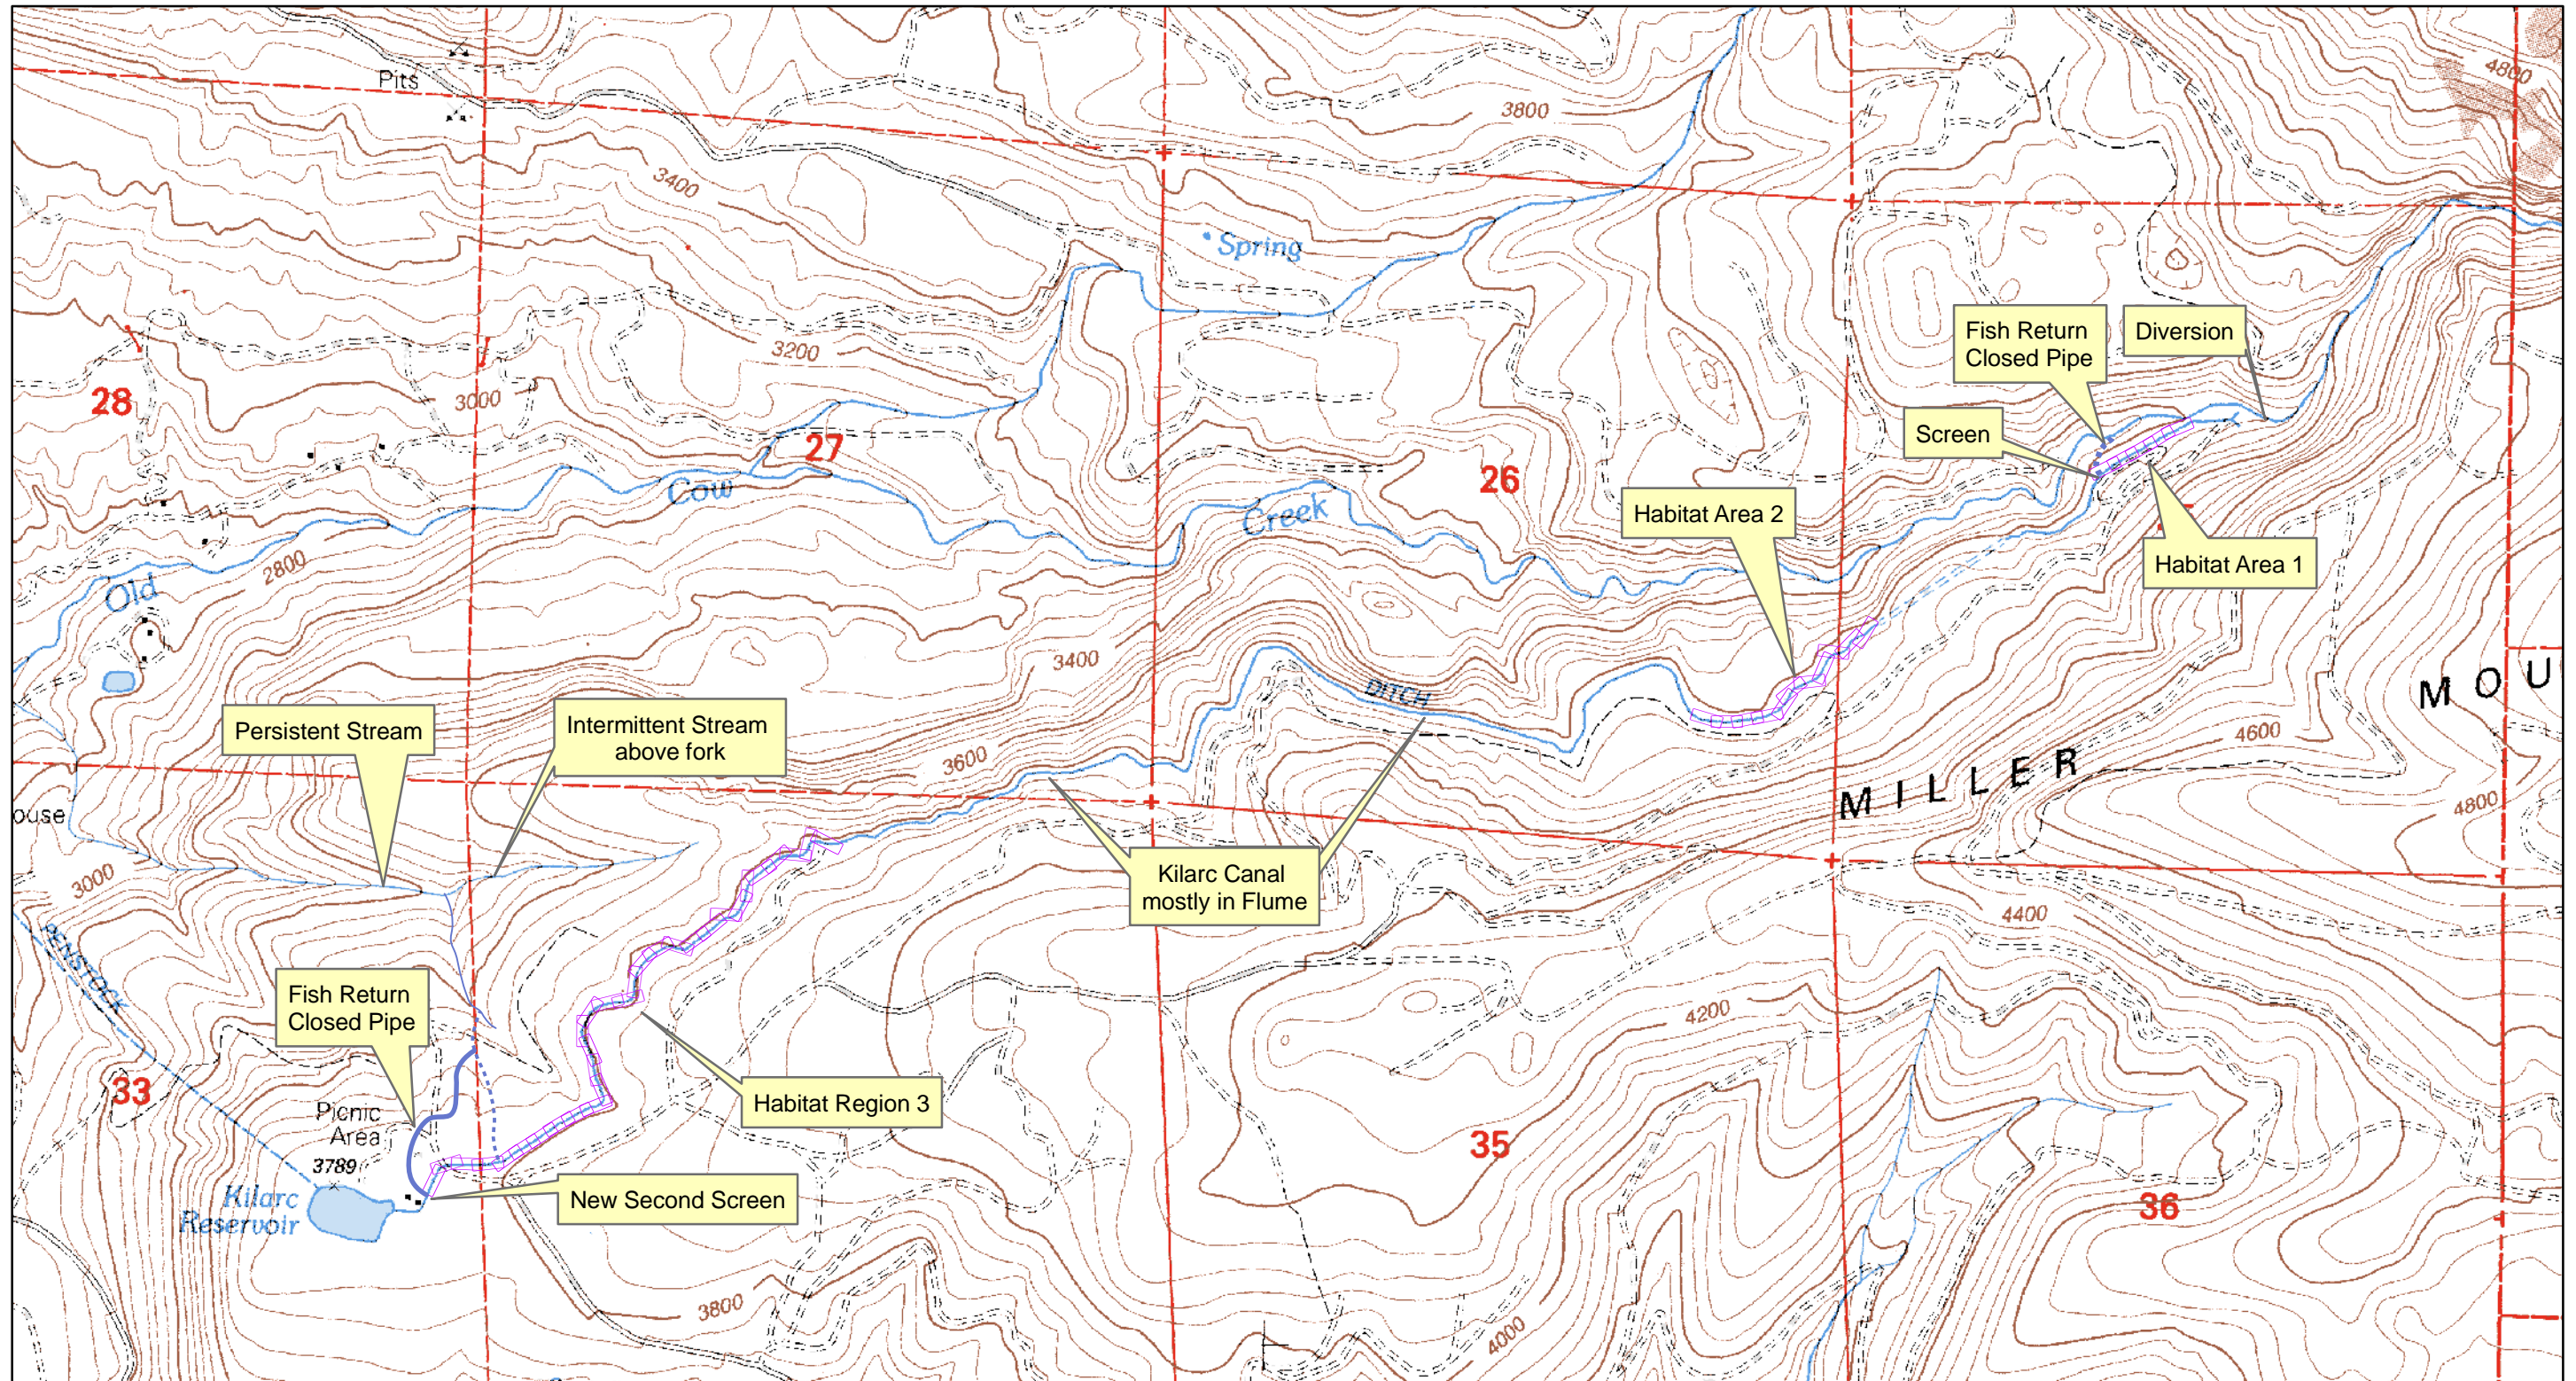 Pits
3800
4800
3400
Spring
Fish Return
Closed Pipe
Diversion
3200
28
3000
27
Screen
26
Cow
Creek
Habitat Area 2
Habitat Area 1
2800
Old
3400
DITCH
MOU
Persistent Stream
Intermittent Stream
above fork
3600
4600
MILLER
4800
ouse
3000
Kilarc Canal
mostly in Flume
4400
PENSTOCK
Fish Return
Closed Pipe
4200
33
Picnic
Area
Habitat Region 3
35
3789
Kilarc
Reservoir
New Second Screen
36
3800
4000